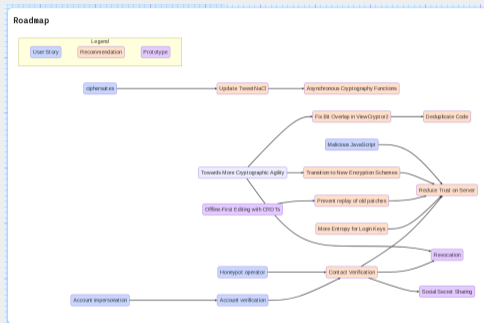 Roadmap
Legend
User Story
Recommendation
Prototype
ciphersuites
Update TweetNaCl
Asynchronous Cryptography Functions
Fix Bit Overlap in ViewCryptor2
Deduplicate Code
Malicious JavaScript
Towards More Cryptographic Agility
Transition to New Encryption Schemes
Reduce Trust on Server
Offline-First Editing with CRDTs
Prevent replay of old patches
More Entropy for Login Keys
Revocation
Honeypot operator
Contact Verification
Social Secret Sharing
Account impersonation
Account verification